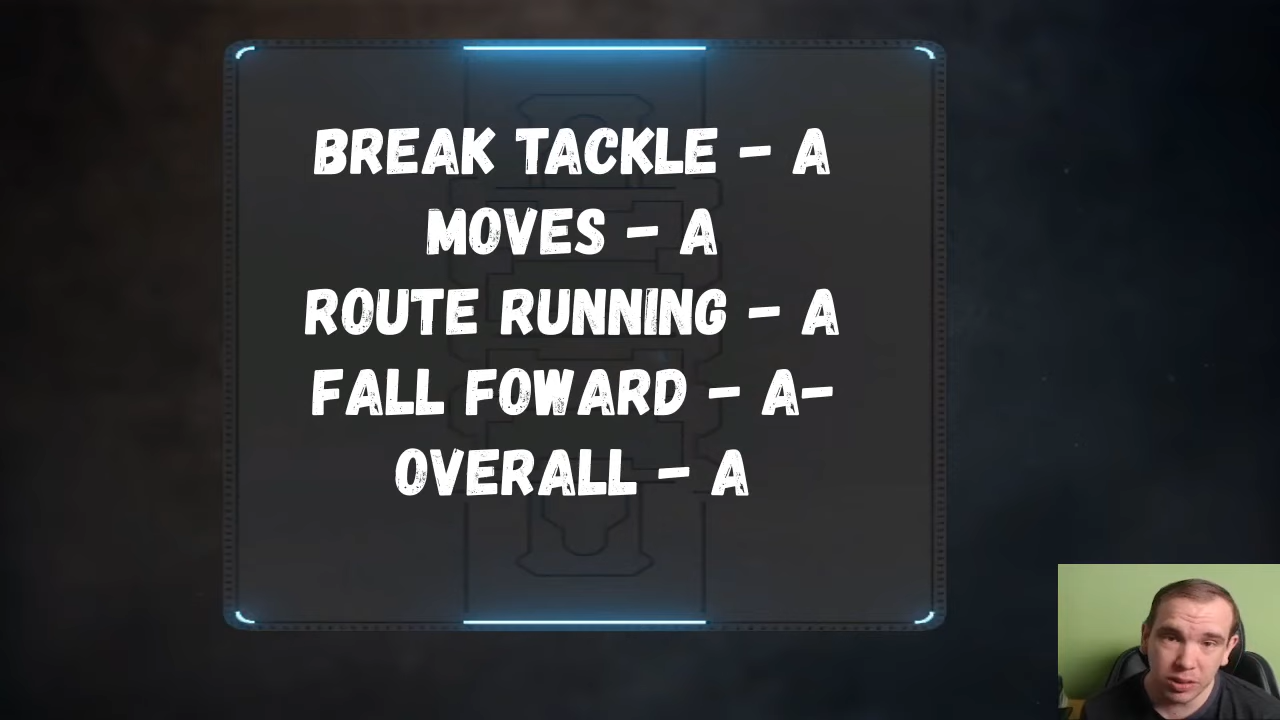 BREAK TACKLE - A
MOVES - A
ROUTE RUNNING - A
FALL FOWARD - A-
OVERALL - A